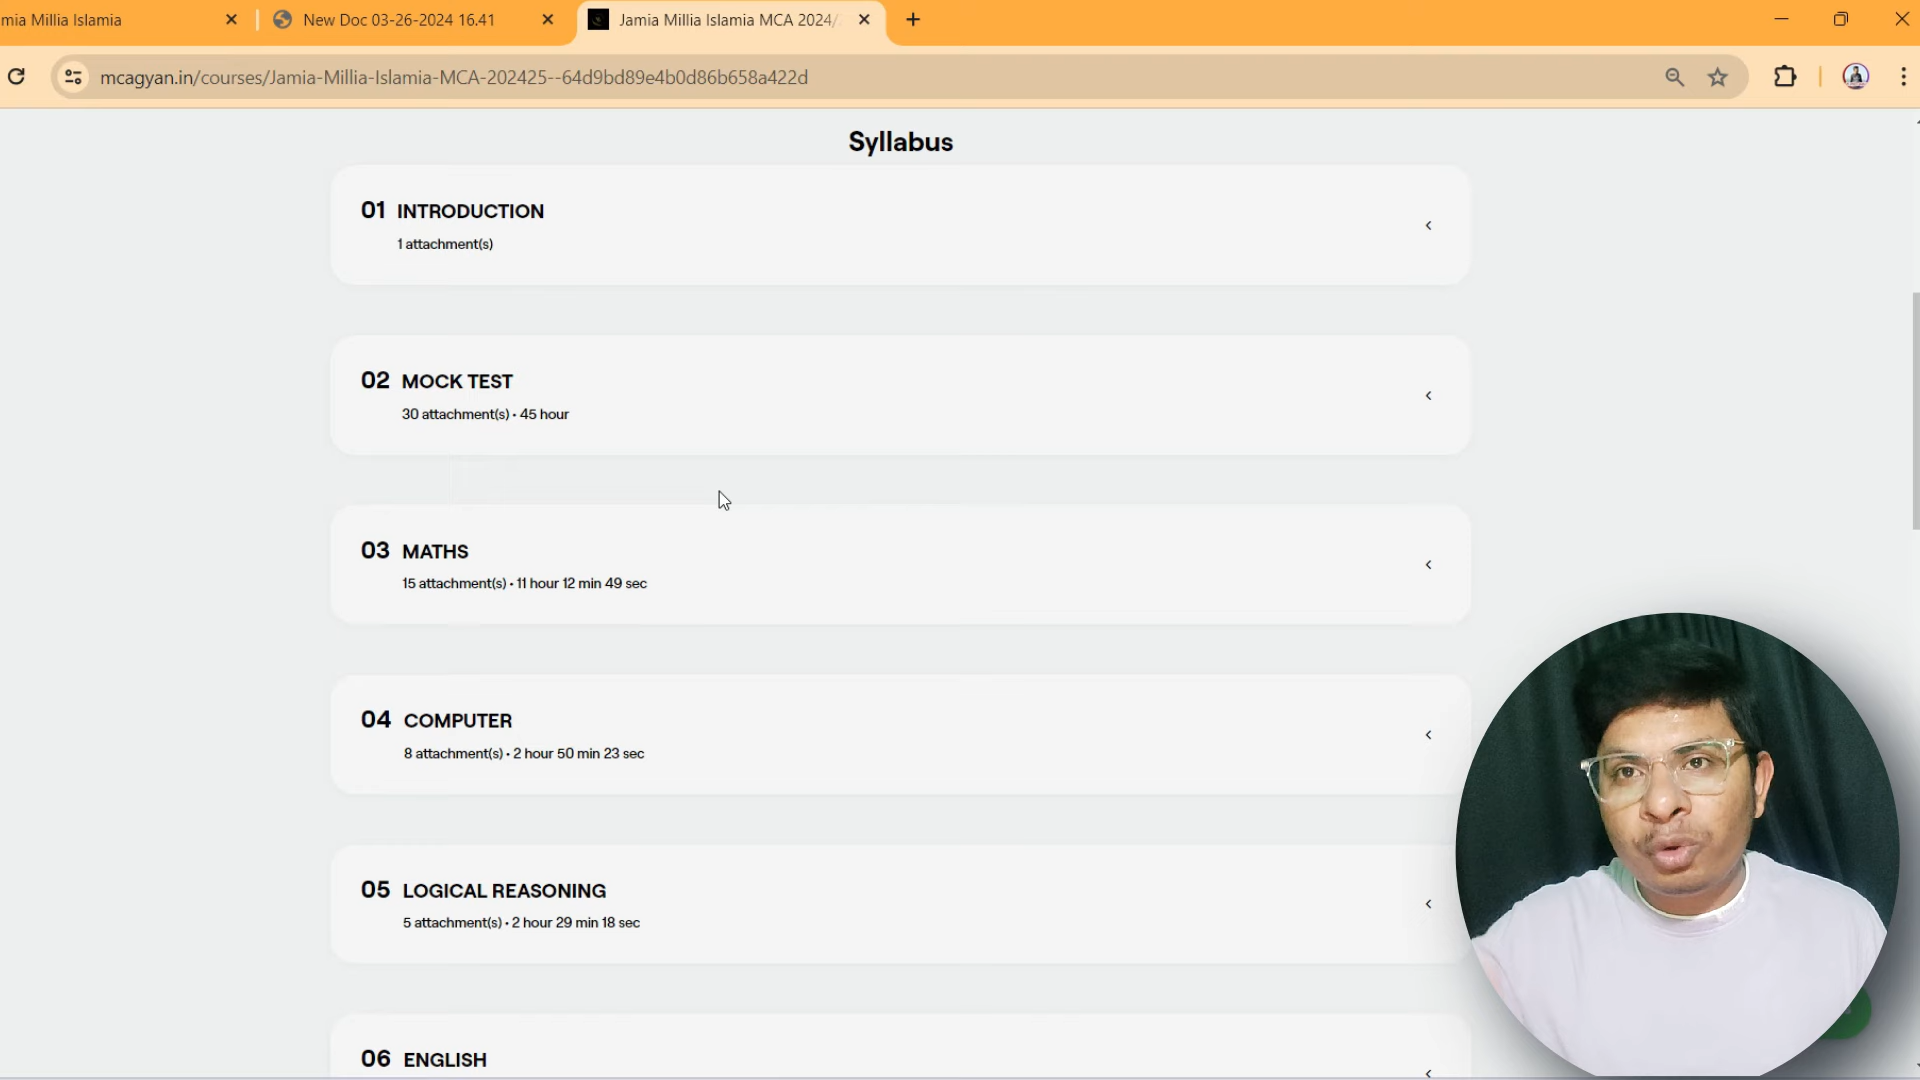 mia Millia Islamia
New Doc 03-26-2024 16.41
Jamia Millia Islamia MCA 2024/
mcagyan.in/courses/Jamia-Millia-Islamia-MCA-202425--64d9bd89e4b0d86b658a422d
Syllabus
01 INTRODUCTION
1 attachment(s)
02 MOCK TEST
30 attachment(s) • 45 hour
03 MATHS
15 attachment(s) • 11 hour 12 min 49 sec
04 COMPUTER
8 attachment(s) • 2 hour 50 min 23 sec
05 LOGICAL REASONING
5 attachment(s) • 2 hour 29 min 18 sec
06 ENGLISH